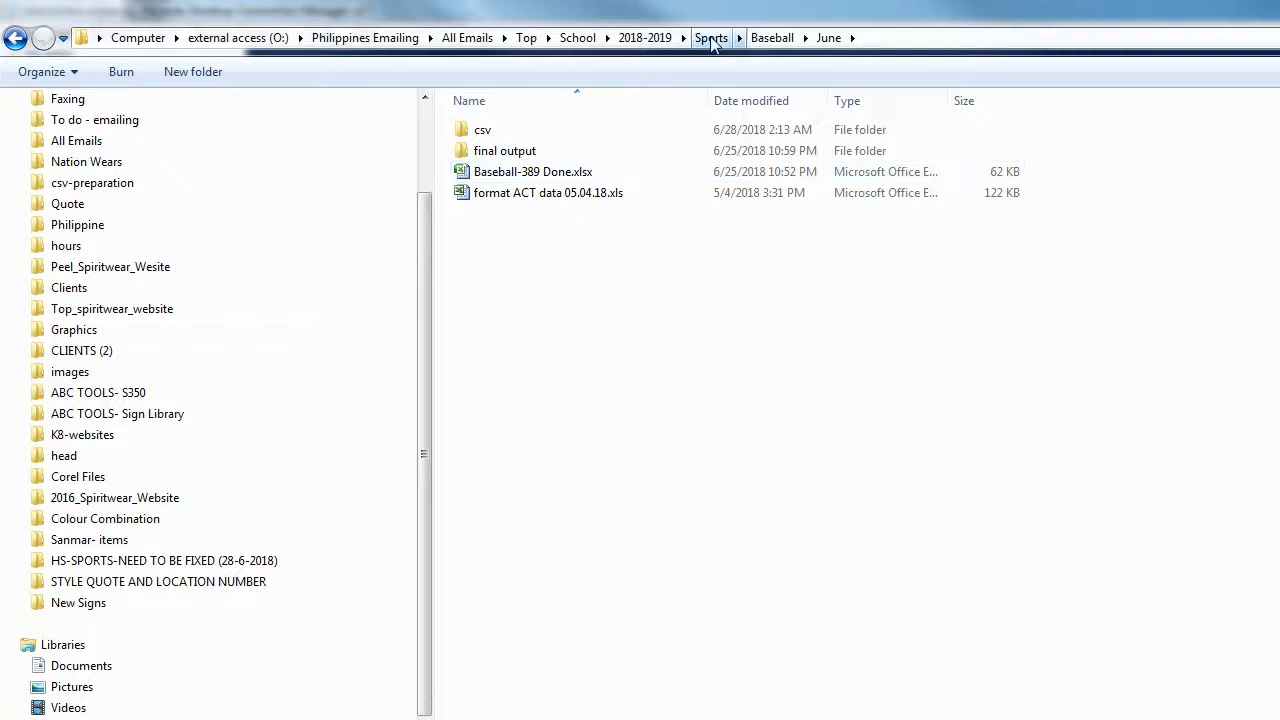 Computer external access (O:) Philippines Emailing All Emails Top School 2018-2019 Sports Baseball June
Organize Burn New folder
Faxing
To do - emailing
All Emails
Nation Wears
csv-preparation
Quote
Philippine
hours
Peel_Spiritwear_Wesite
Clients
Top_spiritwear_website
Graphics
CLIENTS (2)
images
ABC TOOLS- S350
ABC TOOLS- Sign Library
K8-websites
head
Corel Files
2016_Spiritwear_Website
Colour Combination
Sanmar- items
HS-SPORTS-NEED TO BE FIXED (28-6-2018)
STYLE QUOTE AND LOCATION NUMBER
New Signs
Libraries
Documents
Pictures
Videos
Name Date modified Type Size
csv 6/28/2018 2:13 AM File folder
final output 6/25/2018 10:59 PM File folder
Baseball-389 Done.xlsx 6/25/2018 10:52 PM Microsoft Office E... 62 KB
format ACT data 05.04.18.xls 5/4/2018 3:31 PM Microsoft Office E... 122 KB